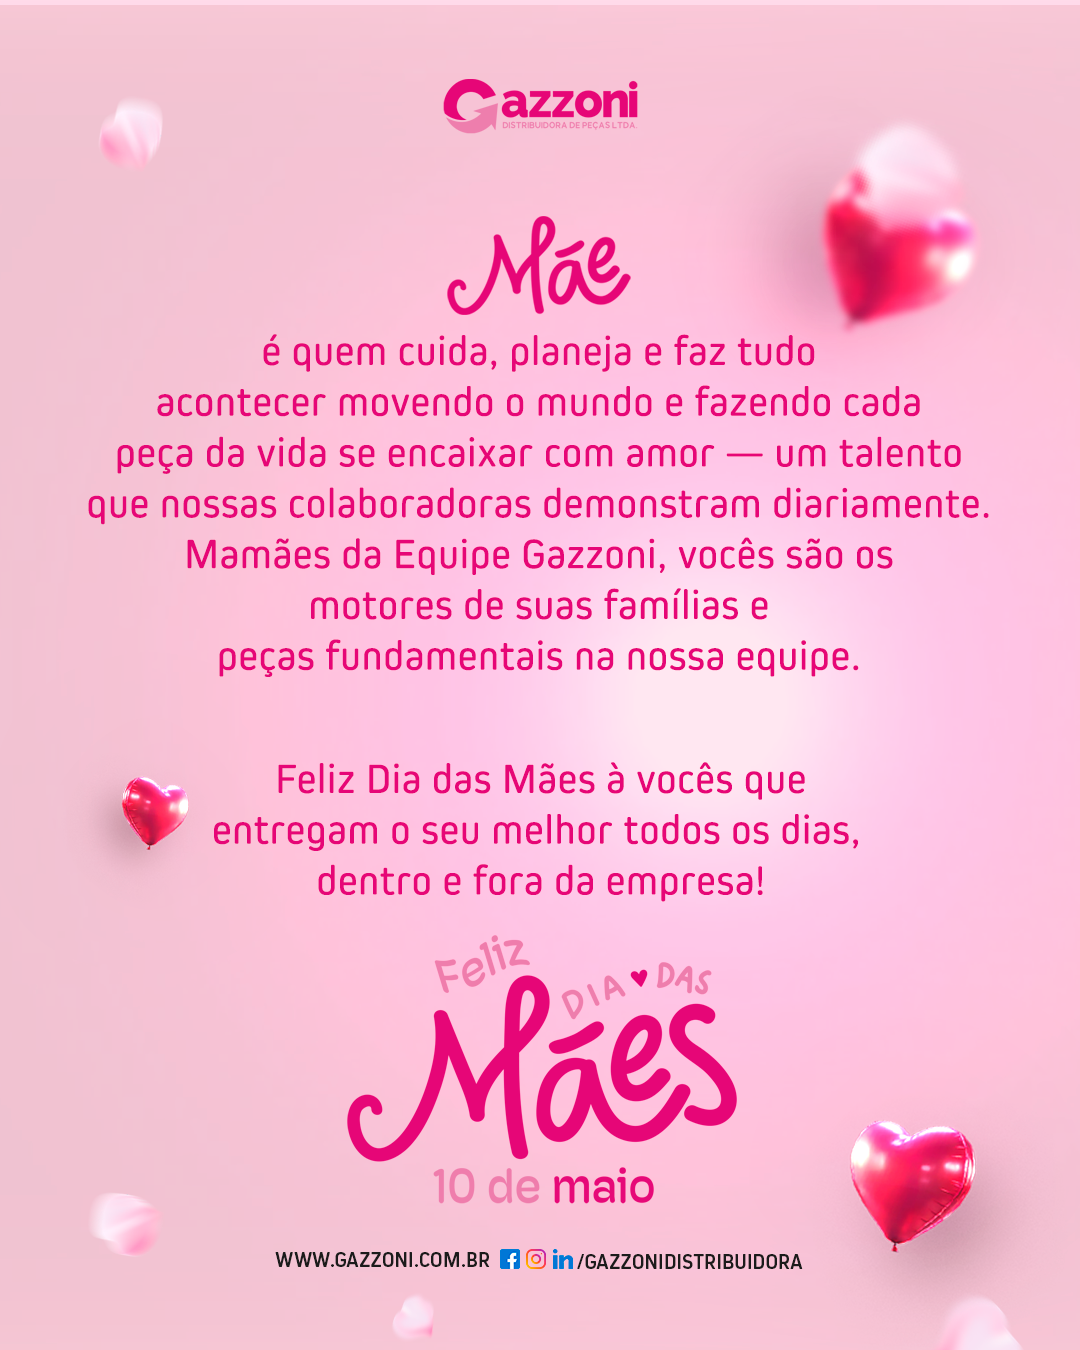 Gazzoni
DISTRIBUIDORA DE PEÇAS LTDA.
Mãe
é quem cuida, planeja e faz tudo
acontecer movendo o mundo e fazendo cada
peça da vida se encaixar com amor — um talento
que nossas colaboradoras demonstram diariamente.
Mamães da Equipe Gazzoni, vocês são os
motores de suas famílias e
peças fundamentais na nossa equipe.
Feliz Dia das Mães à vocês que
entregam o seu melhor todos os dias,
dentro e fora da empresa!
Feliz
DIA DAS
Mães
10 de maio
WWW.GAZZONI.COM.BR /GAZZONIDISTRIBUIDORA